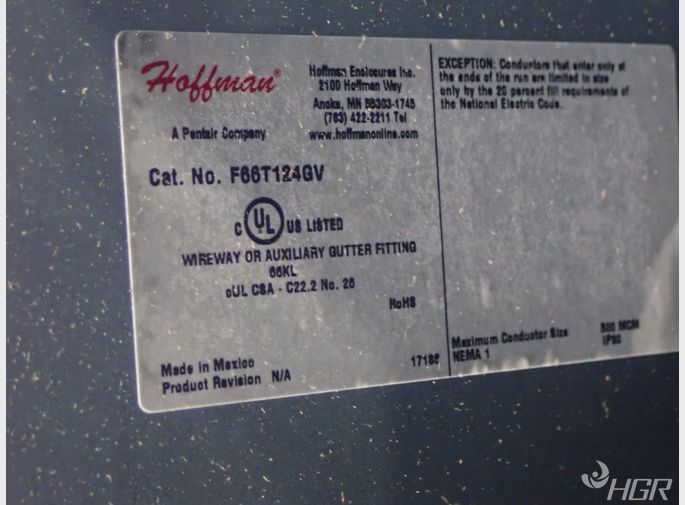 Hoffman®
A Pentair Company
Hoffman Enclosures Inc.
2100 Hoffman Way
Anoka, MN 55303-1745
(763) 422-2211 Tel
www.hoffmanonline.com
Cat. No. F66T124GV
C UL US LISTED
WIREWAY OR AUXILIARY GUTTER FITTING
66KL
cUL CSA - C22.2 No. 26
RoHS
Made in Mexico
Product Revision N/A
EXCEPTION: Conductors that enter only at
the ends of the run are limited in size
only by the 20 percent fill requirements of
the National Electric Code.
Maximum Conductor Size 500 MCM
NEMA 1 IP30
HGR